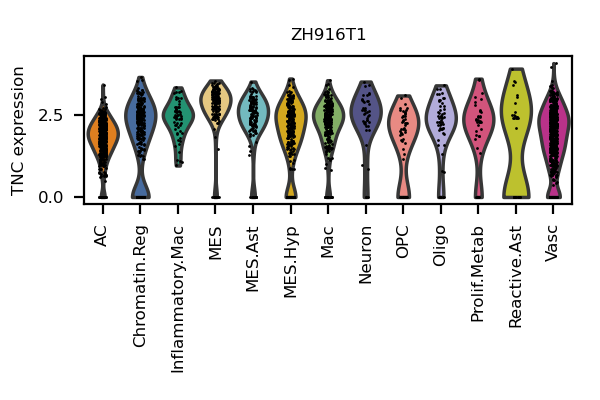 ZH916T1
TNC expression
2.5
0.0
AC
Chromatin.Reg
Inflammatory.Mac
MES
MES.Ast
MES.Hyp
Mac
Neuron
OPC
Oligo
Prolif.Metab
Reactive.Ast
Vasc